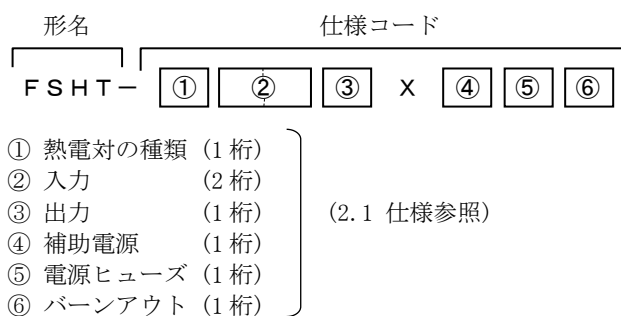 形名　仕様コード
ＦＳＨＴ－ ① ② ③ Ｘ ④ ⑤ ⑥
① 熱電対の種類 (1 桁)
② 入力 (2 桁)
③ 出力 (1 桁) (2.1 仕様参照)
④ 補助電源 (1 桁)
⑤ 電源ヒューズ (1 桁)
⑥ バーンアウト (1 桁)